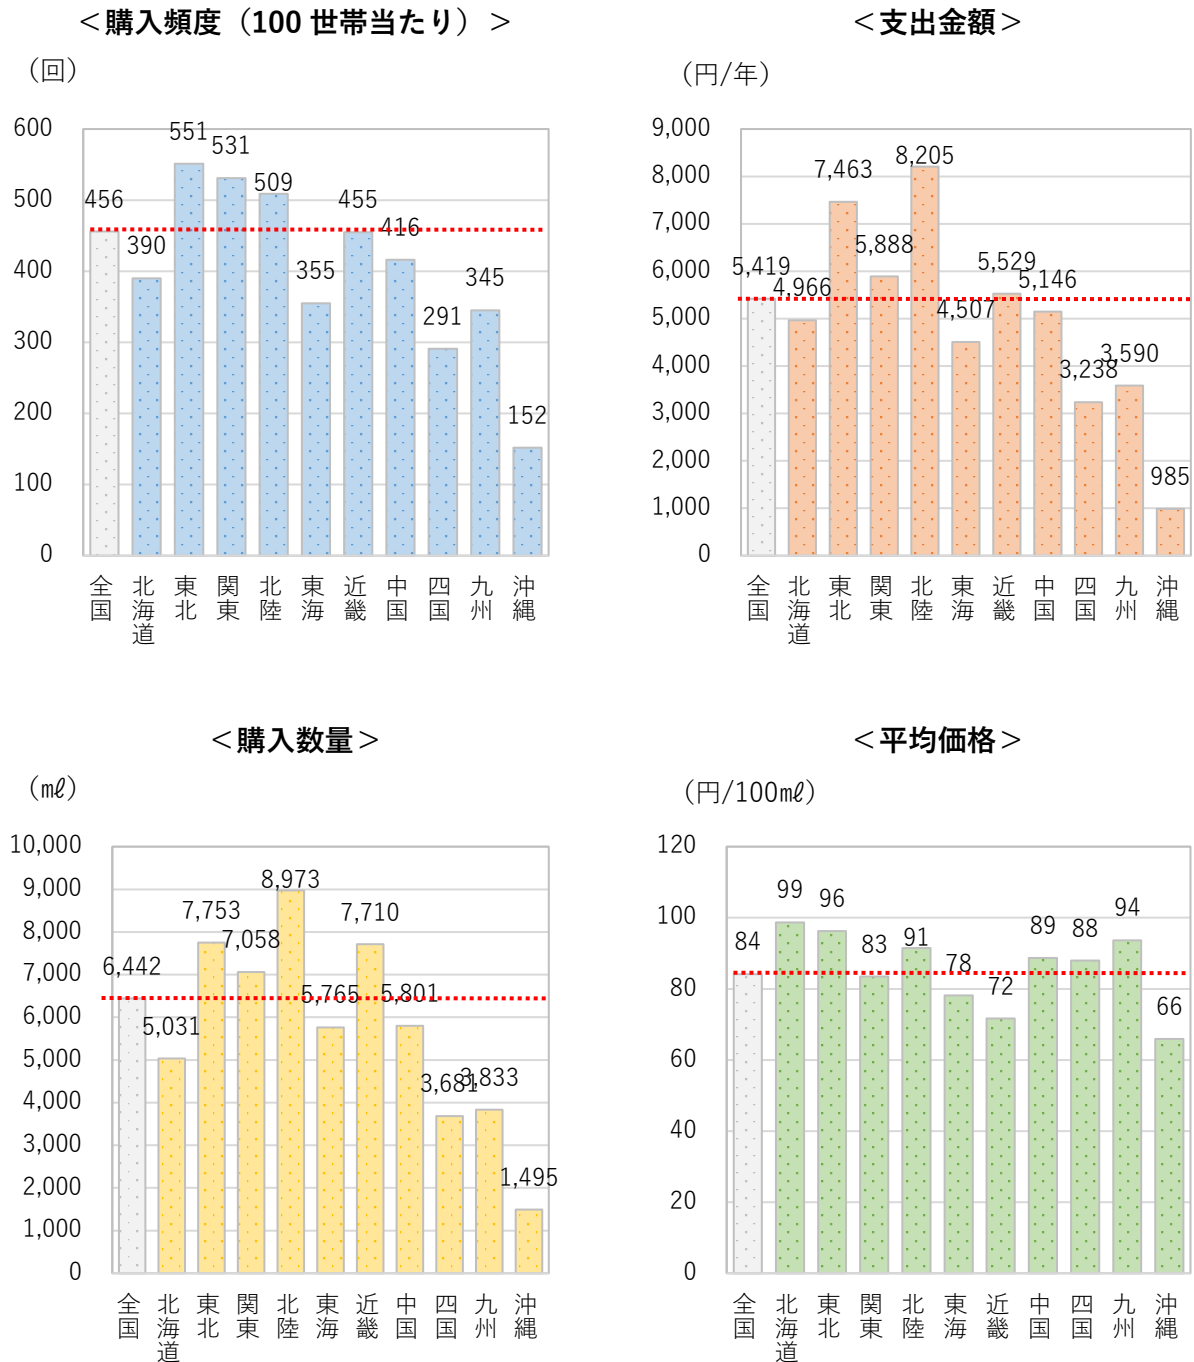 ＜購入頻度（100 世帯当たり）＞
（回）
600
500
400
300
200
100
0
456
390
551
531
509
355
455
416
291
345
152
全国
北海道
東北
関東
北陸
東海
近畿
中国
四国
九州
沖縄
＜支出金額＞
（円/年）
9,000
8,000
7,000
6,000
5,000
4,000
3,000
2,000
1,000
0
5,419
4,966
7,463
5,888
8,205
4,507
5,529
5,146
3,238
3,590
985
全国
北海道
東北
関東
北陸
東海
近畿
中国
四国
九州
沖縄
＜購入数量＞
（㎖）
10,000
9,000
8,000
7,000
6,000
5,000
4,000
3,000
2,000
1,000
0
6,442
5,031
7,753
7,058
8,973
5,765
7,710
5,801
3,681
3,833
1,495
全国
北海道
東北
関東
北陸
東海
近畿
中国
四国
九州
沖縄
＜平均価格＞
（円/100㎖）
120
100
80
60
40
20
0
84
99
96
83
91
78
72
89
88
94
66
全国
北海道
東北
関東
北陸
東海
近畿
中国
四国
九州
沖縄